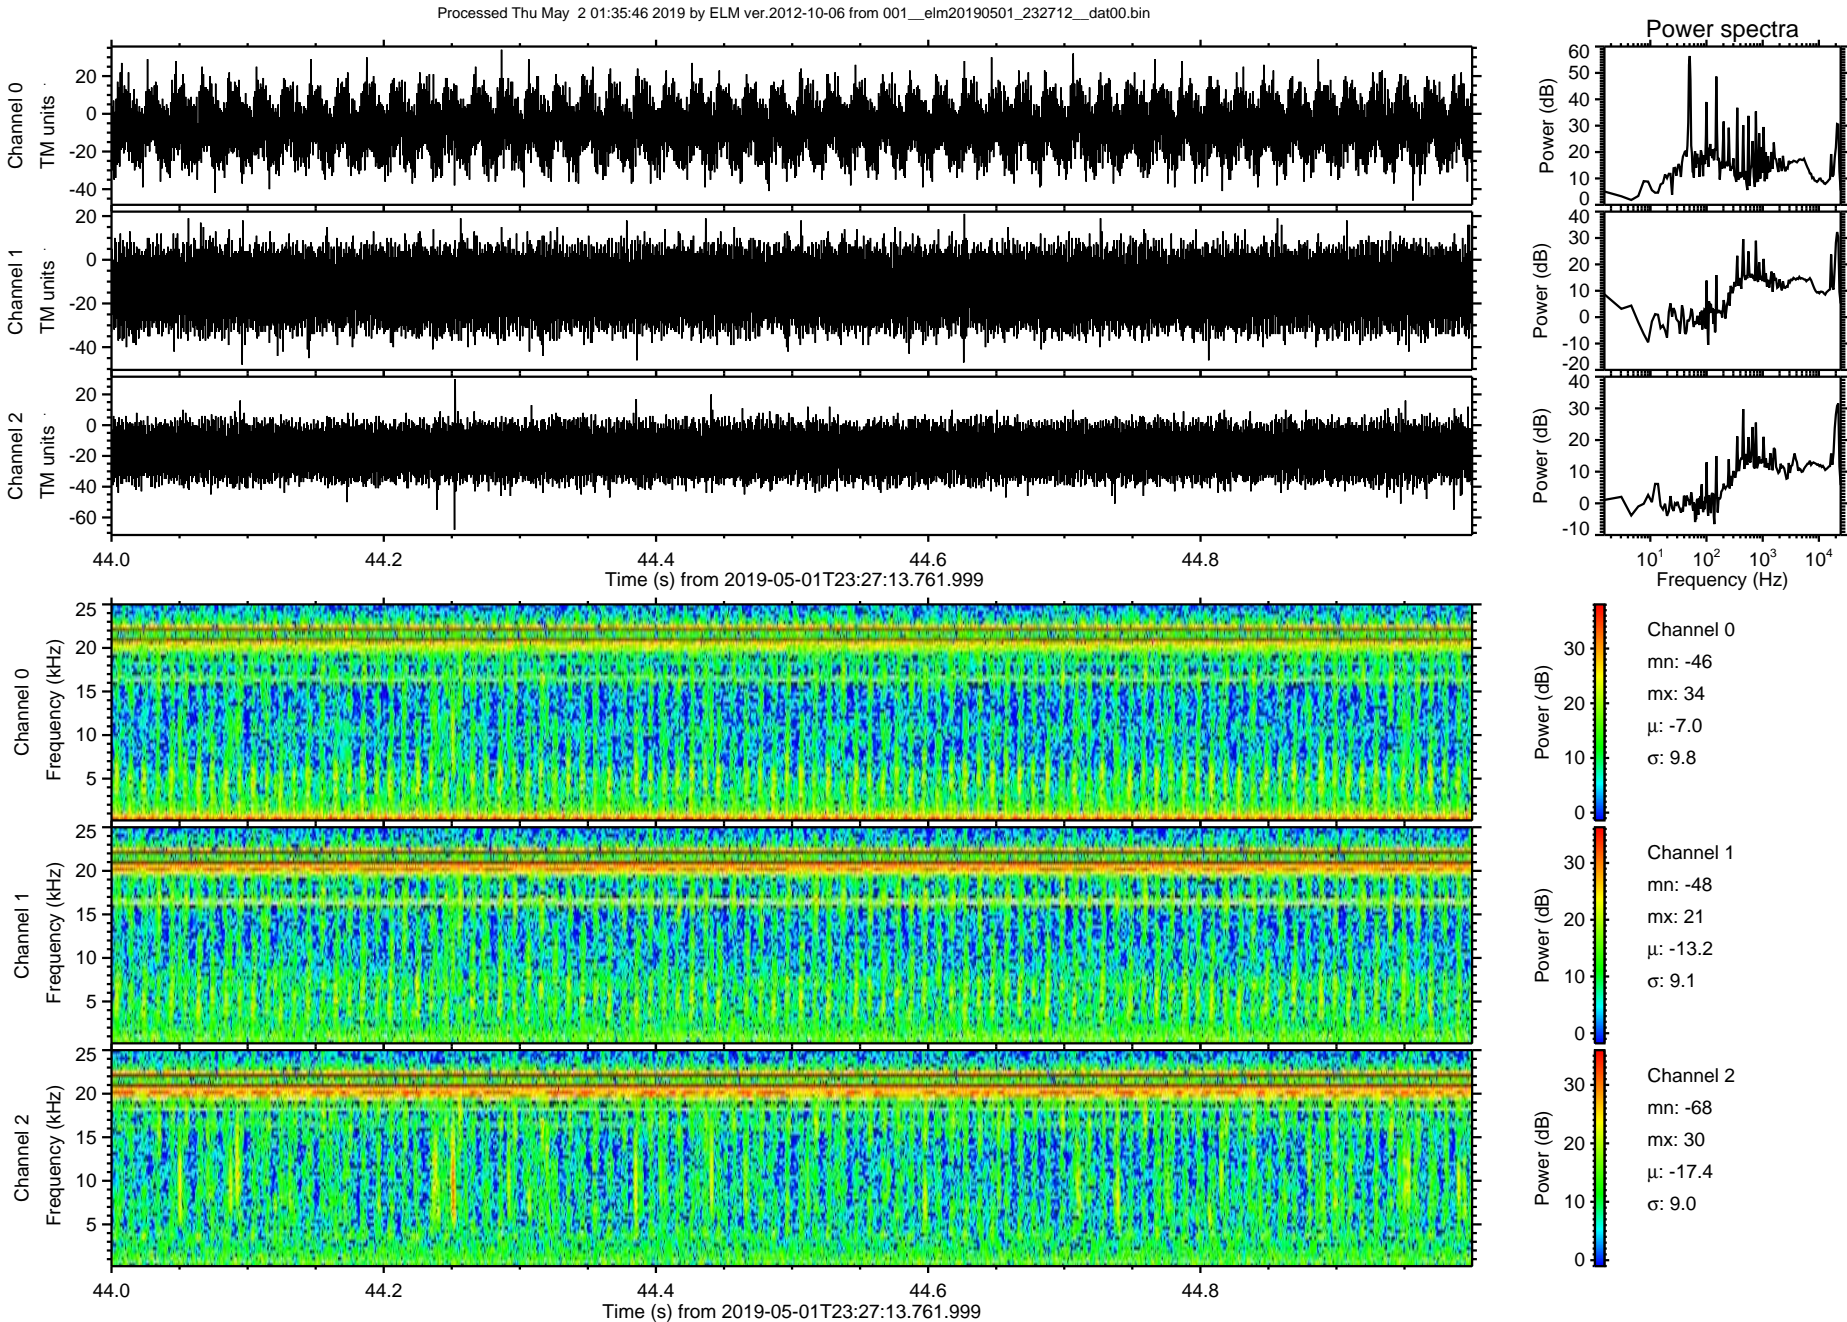 Processed Thu May  2 01:35:46 2019 by ELM ver.2012-10-06 from 001__elm20190501_232712__dat00.bin
Power spectra
Channel 0
TM units
20
0
-20
-40
Power (dB)
60
50
40
30
20
10
0
Channel 1
TM units
20
0
-20
-40
Power (dB)
40
30
20
10
0
-10
-20
Channel 2
TM units
20
0
-20
-40
-60
Power (dB)
40
30
20
10
0
-10
44.0 44.2 44.4 44.6 44.8
Time (s) from 2019-05-01T23:27:13.761.999
10^1 10^2 10^3 10^4
Frequency (Hz)
Channel 0
Frequency (kHz)
25
20
15
10
5
Power (dB)
30
20
10
0
Channel 0
mn: -46
mx: 34
μ: -7.0
σ: 9.8
Channel 1
Frequency (kHz)
25
20
15
10
5
Power (dB)
30
20
10
0
Channel 1
mn: -48
mx: 21
μ: -13.2
σ: 9.1
Channel 2
Frequency (kHz)
25
20
15
10
5
Power (dB)
30
20
10
0
Channel 2
mn: -68
mx: 30
μ: -17.4
σ: 9.0
44.0 44.2 44.4 44.6 44.8
Time (s) from 2019-05-01T23:27:13.761.999